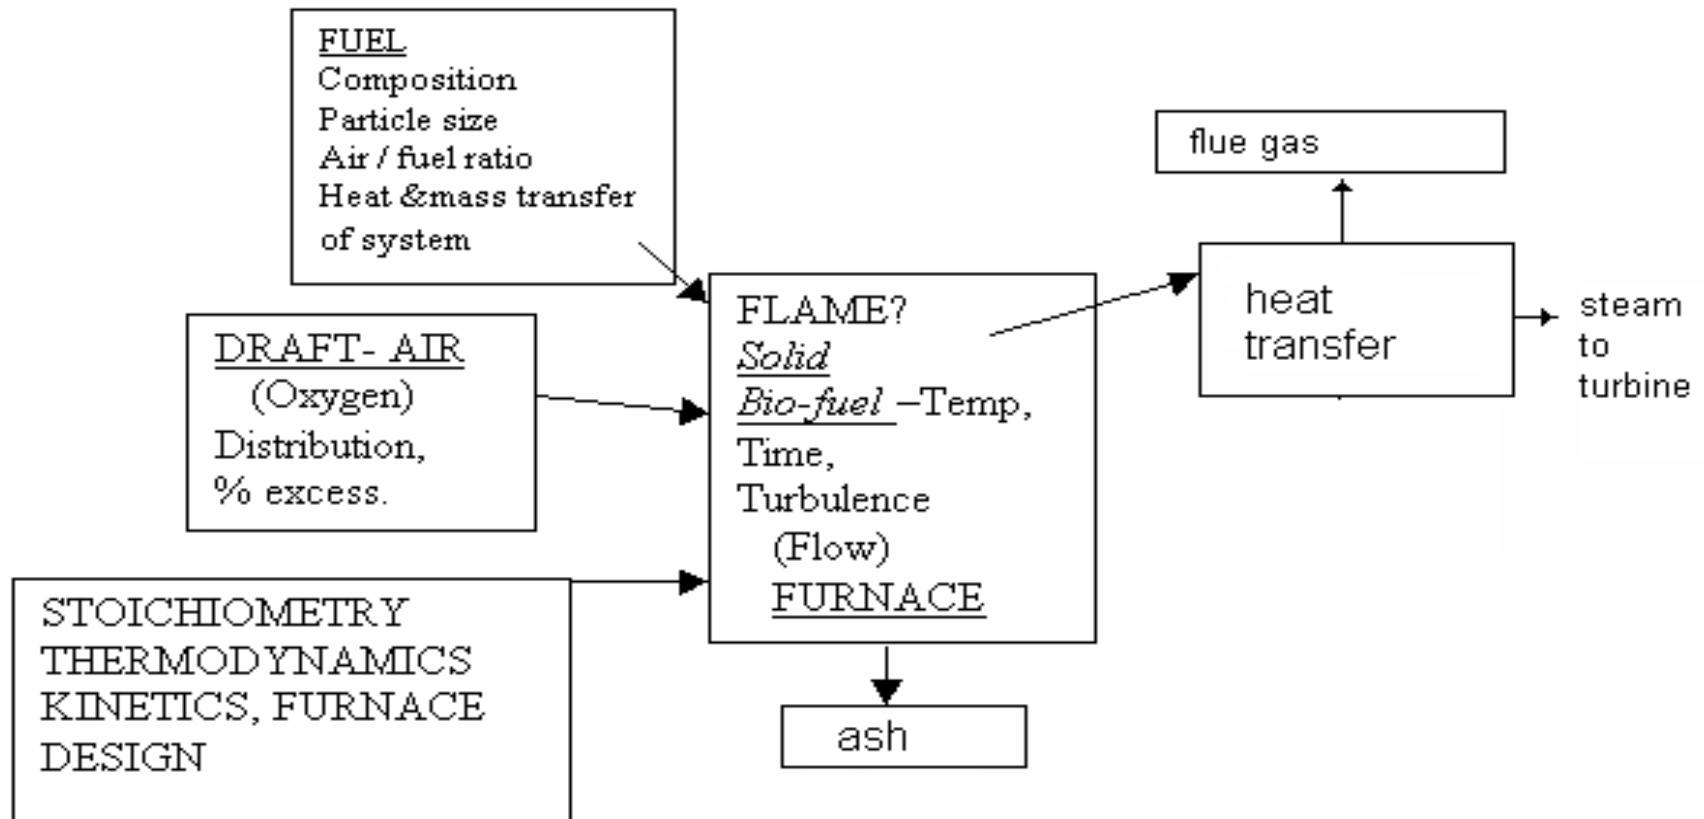 FUEL
Composition
Particle size
Air / fuel ratio
Heat &mass transfer
of system
DRAFT- AIR
(Oxygen)
Distribution,
% excess.
STOICHIOMETRY
THERMODYNAMICS
KINETICS, FURNACE
DESIGN
FLAME?
Solid
Bio-fuel –Temp,
Time,
Turbulence
(Flow)
FURNACE
ash
flue gas
heat
transfer
steam
to
turbine